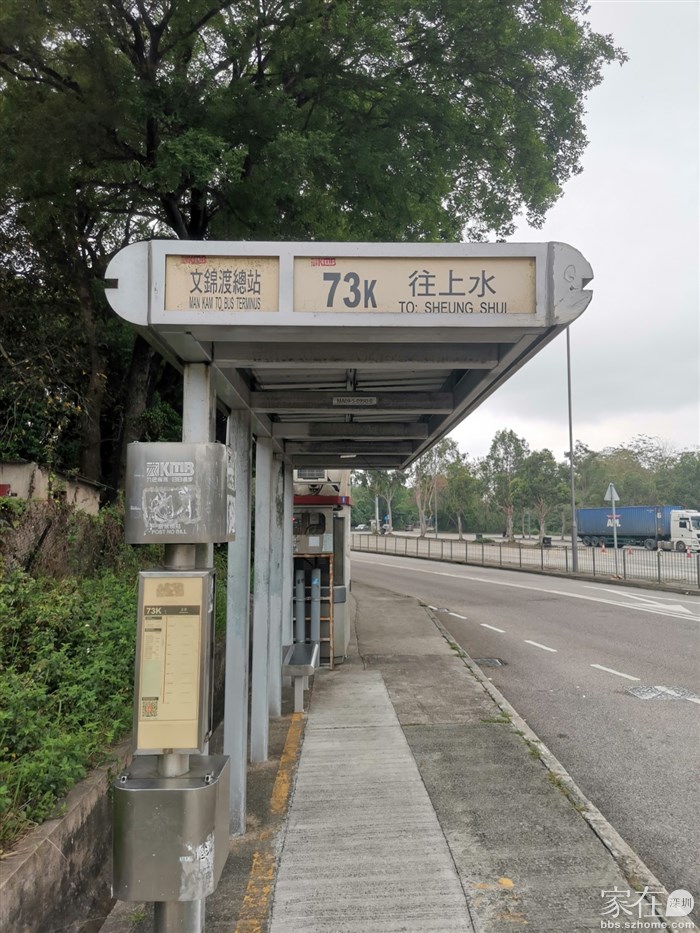 文錦渡總站
MAN KAM TO BUS TERMINUS
KMB
73K
往上水
TO: SHEUNG SHUI
KMB
POST NO BILL
73K
家在深圳
bbs.szhome.com